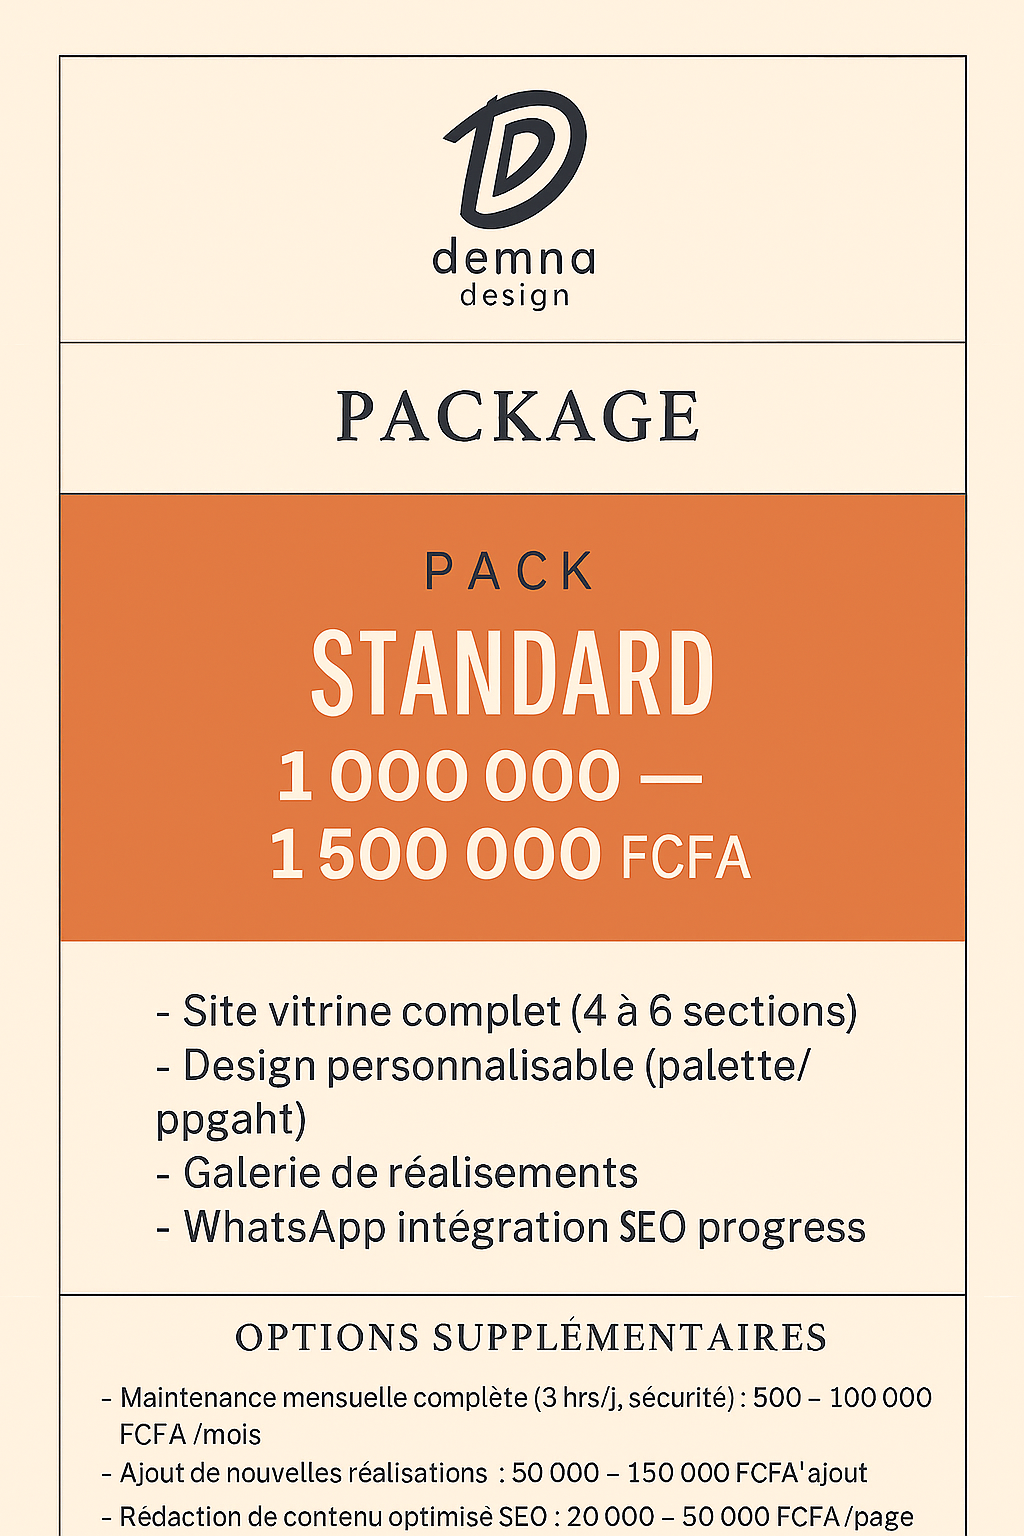 demna
design
PACKAGE
PACK
STANDARD
1 000 000 —
1 500 000 FCFA
- Site vitrine complet (4 à 6 sections)
- Design personnalisable (palette/
ppgaht)
- Galerie de réalisements
- WhatsApp intégration SEO progress
OPTIONS SUPPLÉMENTAIRES
- Maintenance mensuelle complète (3 hrs/j, sécurité) : 500 – 100 000
FCFA /mois
- Ajout de nouvelles réalisations : 50 000 – 150 000 FCFA'ajout
- Rédaction de contenu optimisè SEO : 20 000 – 50 000 FCFA/page